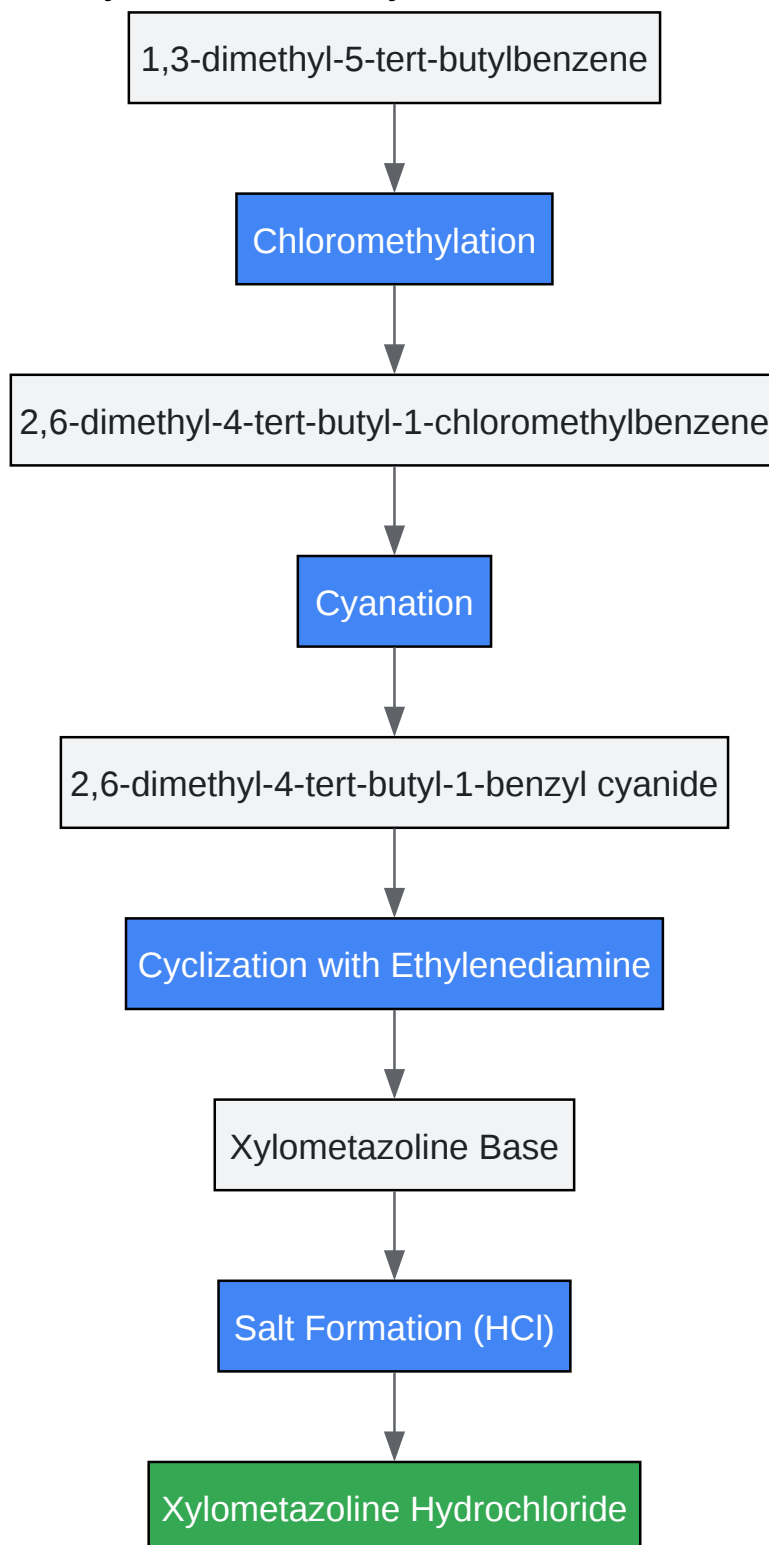 1,3-dimethyl-5-tert-butylbenzene
Chloromethylation
2,6-dimethyl-4-tert-butyl-1-chloromethylbenzene
Cyanation
2,6-dimethyl-4-tert-butyl-1-benzyl cyanide
Cyclization with Ethylenediamine
Xylometazoline Base
Salt Formation (HCl)
Xylometazoline Hydrochloride